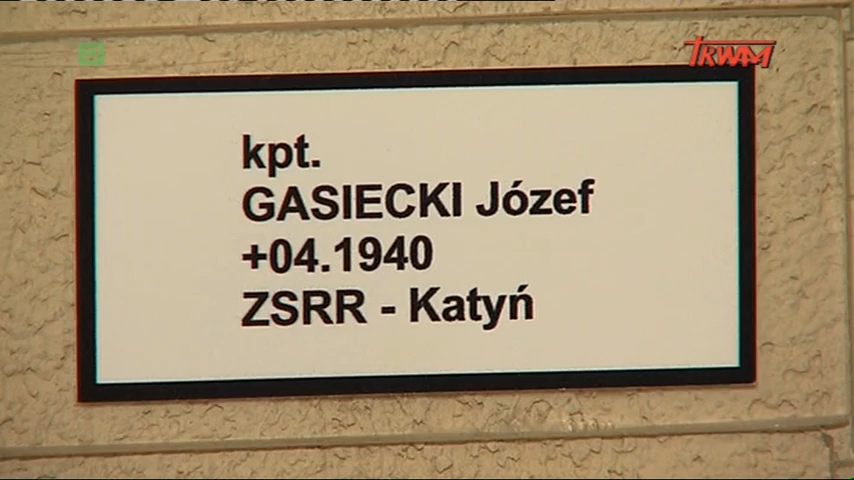 TRWAM
kpt.
GASIECKI Józef
+04.1940
ZSRR - Katyń